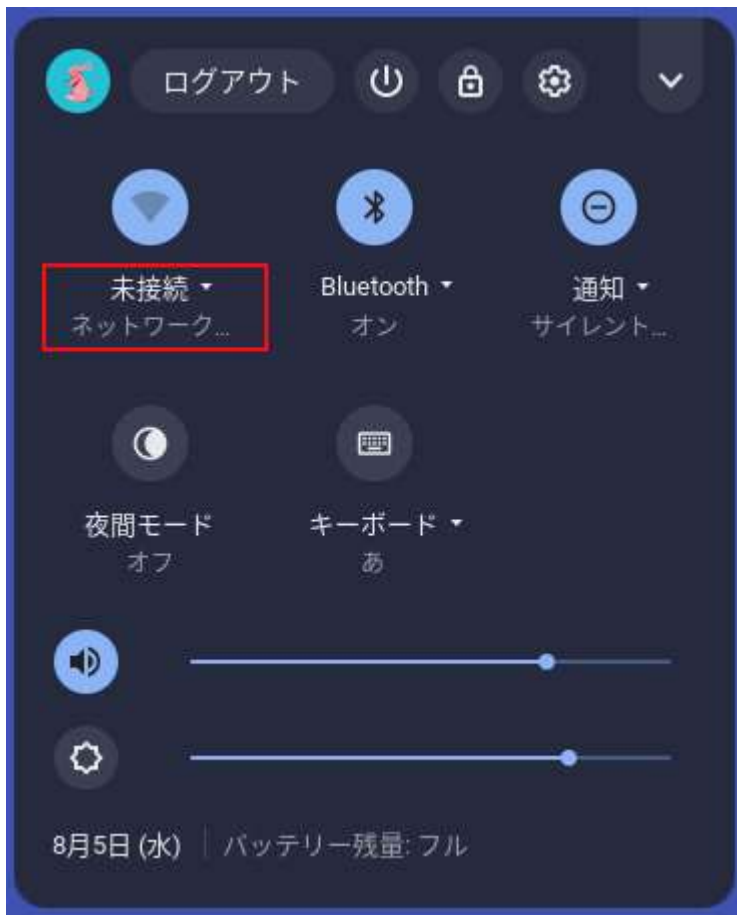 ログアウト
未接続
ネットワーク...
Bluetooth
オン
通知
サイレント...
夜間モード
オフ
キーボード
あ
8月5日 (水)
バッテリー残量: フル